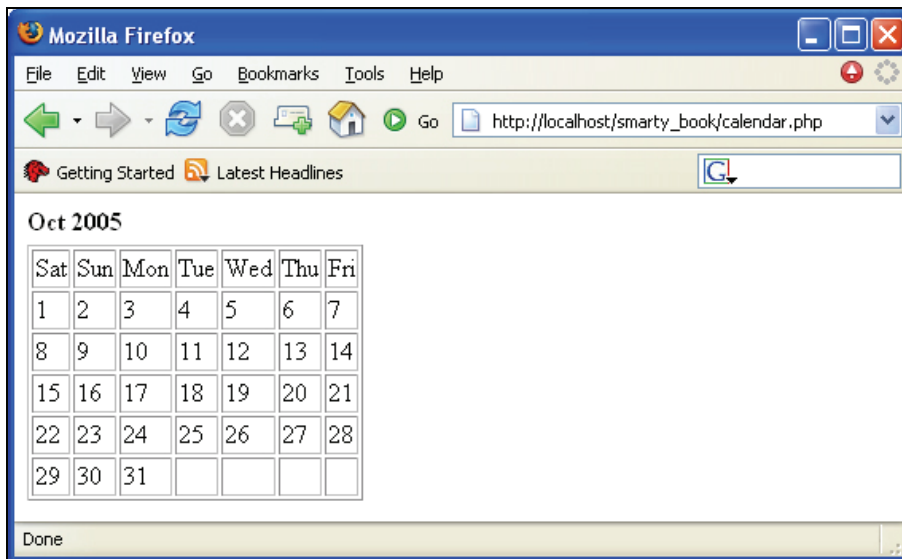 Mozilla Firefox
File Edit View Go Bookmarks Tools Help
Go http://localhost/smarty_book/calendar.php
Getting Started Latest Headlines G
Oct 2005
Sat Sun Mon Tue Wed Thu Fri
1 2 3 4 5 6 7
8 9 10 11 12 13 14
15 16 17 18 19 20 21
22 23 24 25 26 27 28
29 30 31
Done